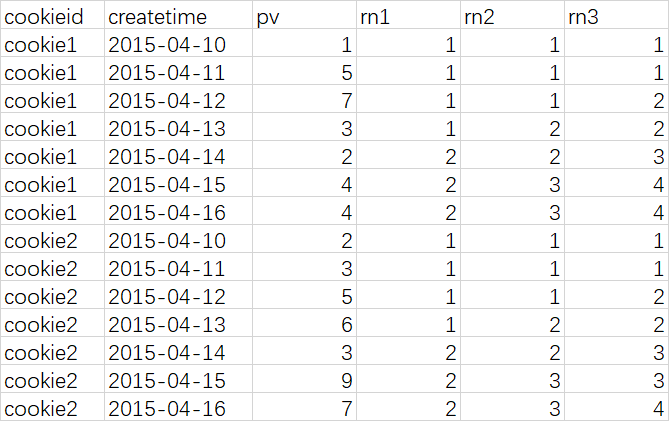 cookieid createtime pv rn1 rn2 rn3
cookie1 2015-04-10 1 1 1 1
cookie1 2015-04-11 5 1 1 1
cookie1 2015-04-12 7 1 1 2
cookie1 2015-04-13 3 1 2 2
cookie1 2015-04-14 2 2 2 3
cookie1 2015-04-15 4 2 3 4
cookie1 2015-04-16 4 2 3 4
cookie2 2015-04-10 2 1 1 1
cookie2 2015-04-11 3 1 1 1
cookie2 2015-04-12 5 1 1 2
cookie2 2015-04-13 6 1 2 2
cookie2 2015-04-14 3 2 2 3
cookie2 2015-04-15 9 2 3 3
cookie2 2015-04-16 7 2 3 4